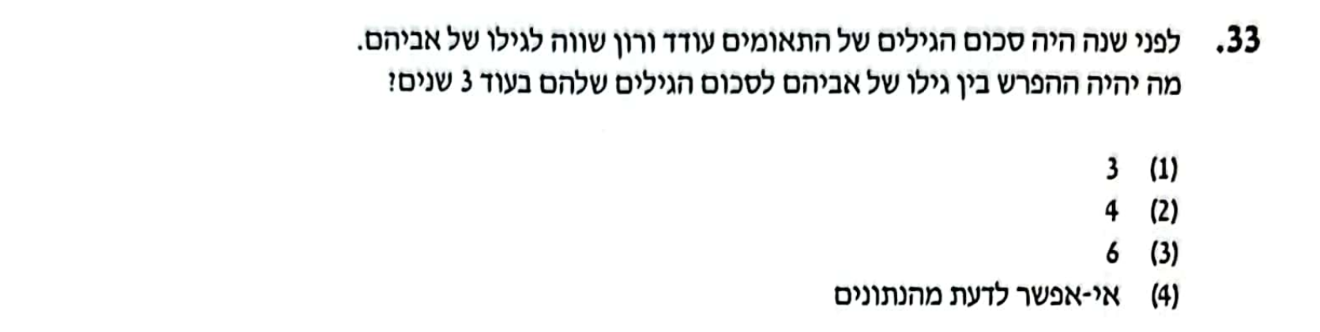 33. לפני שנה היה סכום הגילים של התאומים עודד ורון שווה לגילו של אביהם.
מה יהיה ההפרש בין גילו של אביהם לסכום הגילים שלהם בעוד 3 שנים?
(1) 3
(2) 4
(3) 6
(4) אי-אפשר לדעת מהנתונים